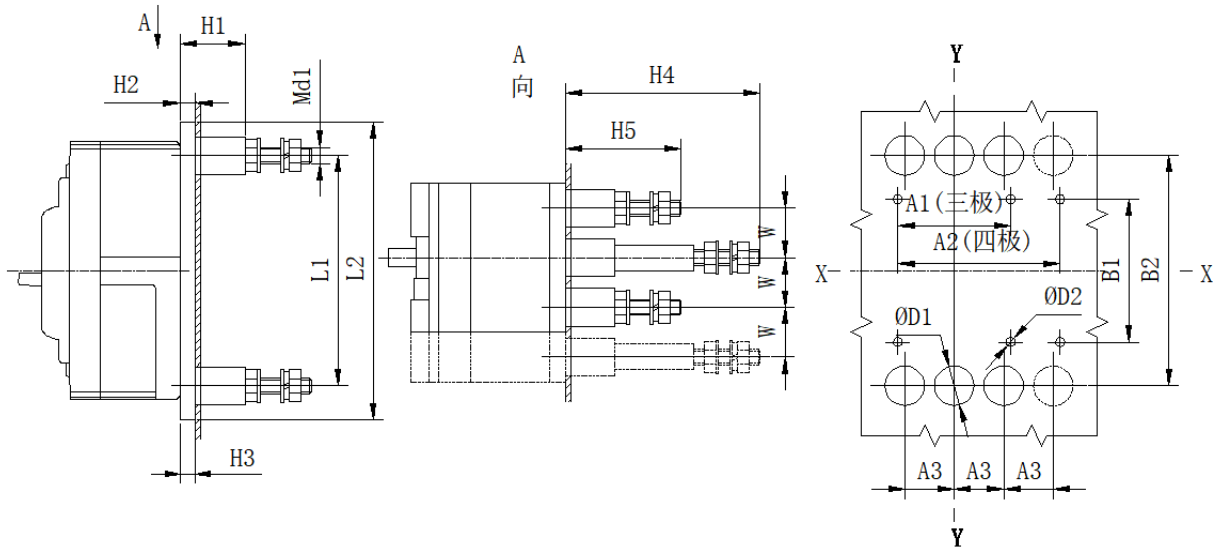 A
H1
H2
Md1
L1
L2
H3
A
向
H4
H5
W
W
W
Y
A1(三极)
A2(四极)
X
X
B1
B2
ØD1
ØD2
A3
A3
A3
Y